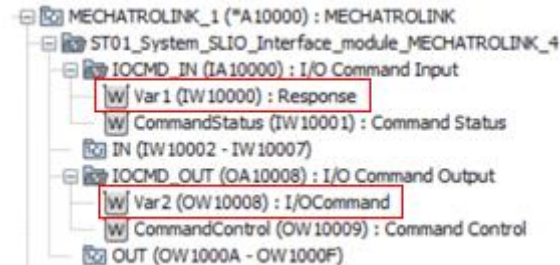 MECHATROLINK_1 (*A10000) : MECHATROLINK
ST01_System_SLIO_Interface_module_MECHATROLINK_4
IOCMD_IN (IA10000) : I/O Command Input
W Var1 (IW10000) : Response
W CommandStatus (IW10001) : Command Status
IN (IW10002 - IW10007)
IOCMD_OUT (OA10008) : I/O Command Output
W Var2 (OW10008) : I/OCommand
W CommandControl (OW10009) : Command Control
OUT (OW1000A - OW1000F)